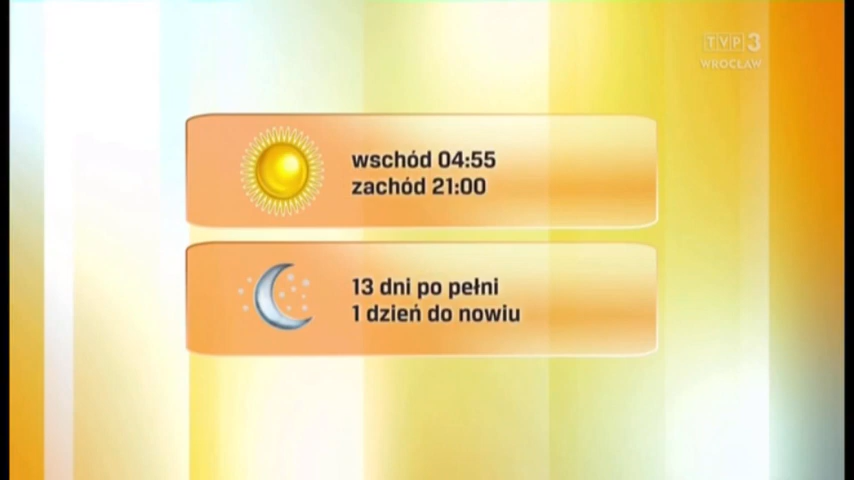 TVP3
WROCŁAW
wschód 04:55
zachód 21:00
13 dni po pełni
1 dzień do nowiu